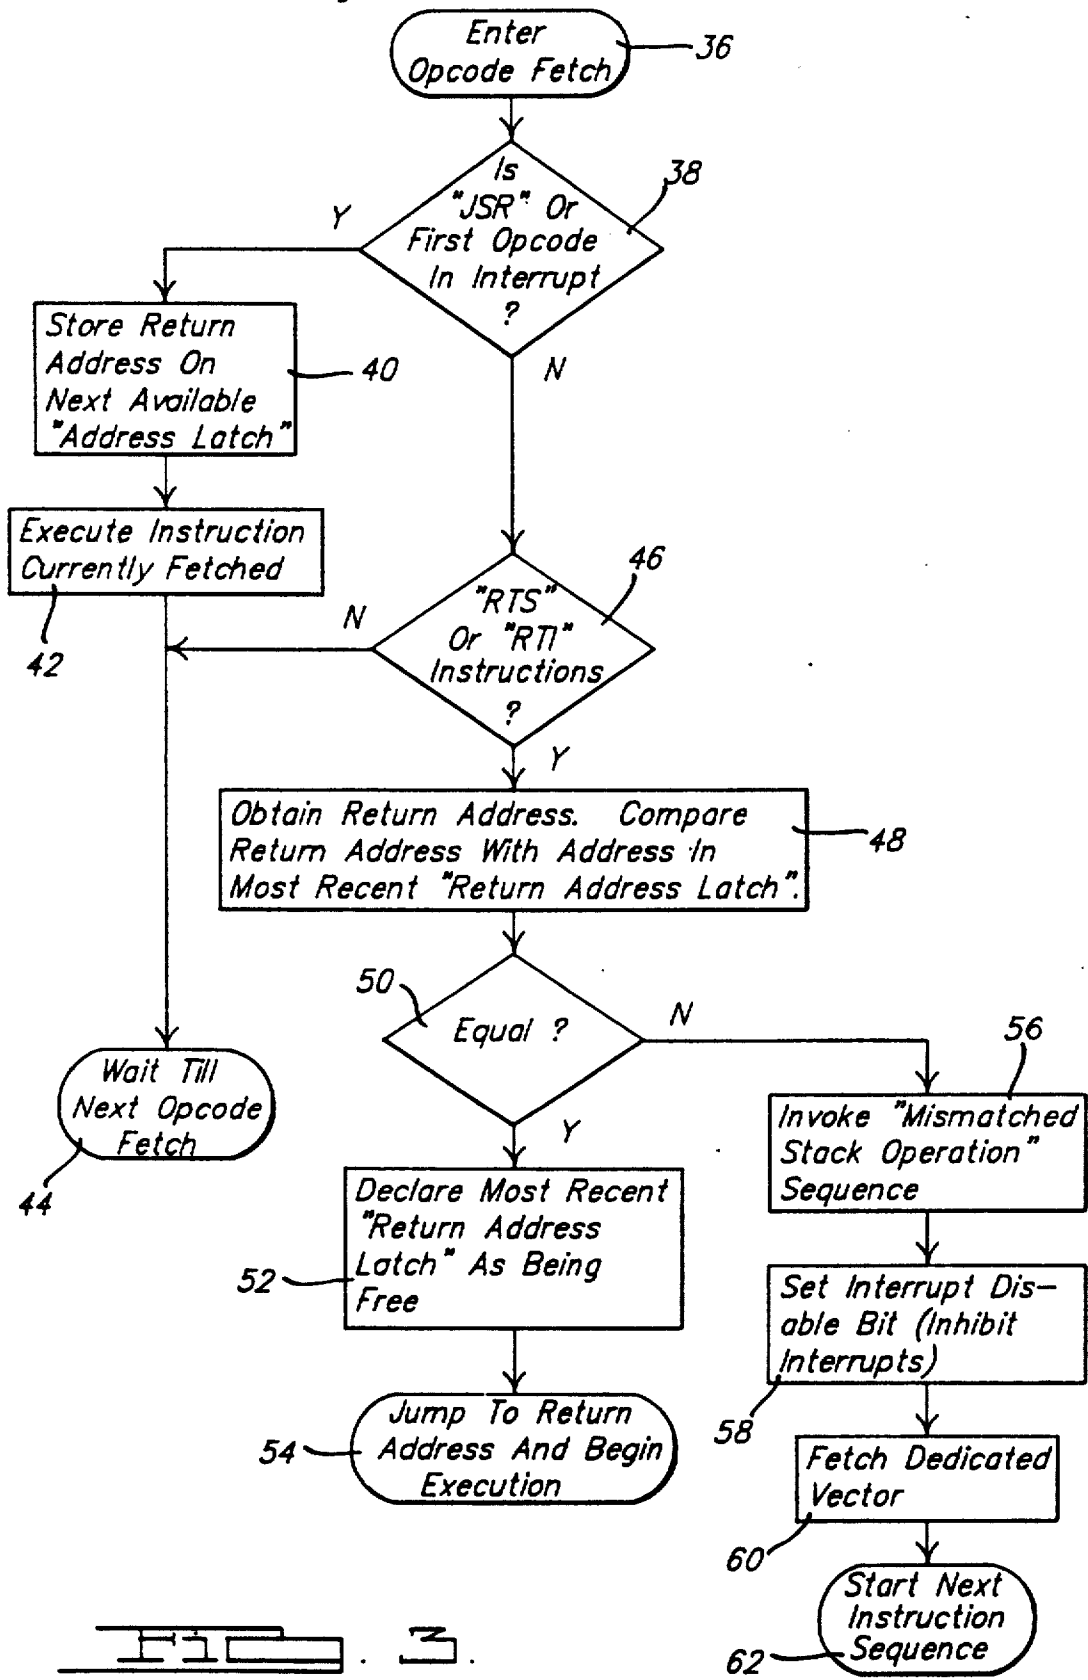 Enter
Opcode Fetch
36
Is
"JSR" Or
First Opcode
In Interrupt
?
38
Y
N
Store Return
Address On
Next Available
"Address Latch"
40
Execute Instruction
Currently Fetched
42
"RTS"
Or "RTI"
Instructions
?
46
N
Y
Obtain Return Address. Compare
Return Address With Address In
Most Recent "Return Address Latch".
48
Equal ?
50
N
Y
Wait Till
Next Opcode
Fetch
44
Invoke "Mismatched
Stack Operation"
Sequence
56
Declare Most Recent
"Return Address
Latch" As Being
Free
52
Set Interrupt Dis-
able Bit (Inhibit
Interrupts)
58
Jump To Return
Address And Begin
Execution
54
Fetch Dedicated
Vector
60
Start Next
Instruction
Sequence
62
FIG. 3.